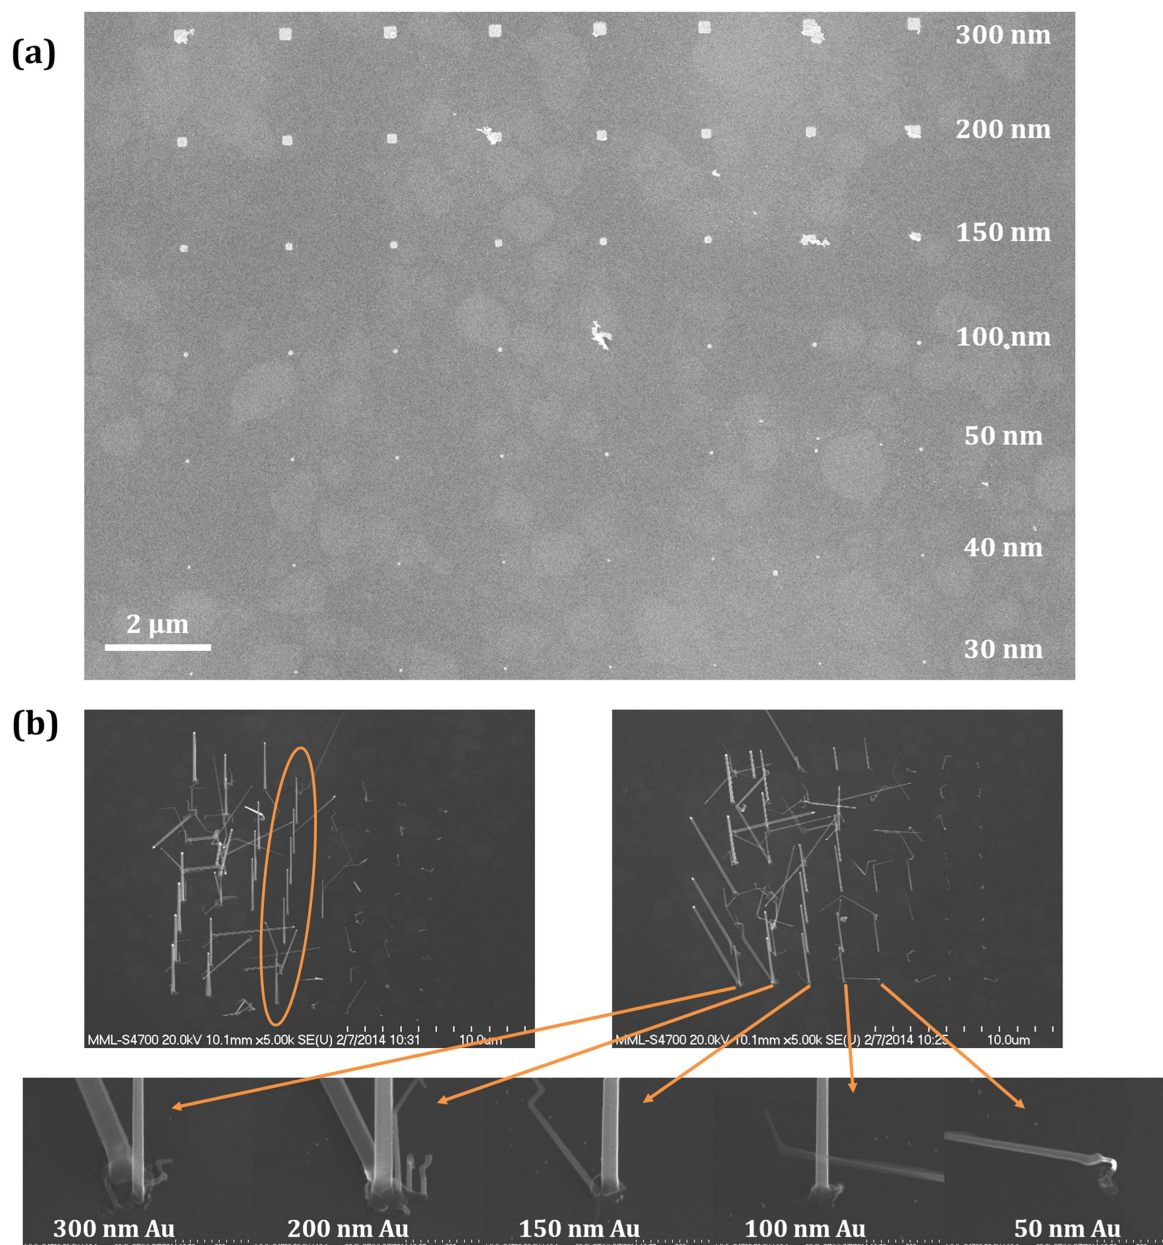 (a)
300 nm
200 nm
150 nm
100 nm
50 nm
40 nm
30 nm
2 µm
(b)
MML-S4700 20.0kV 10.1mm x5.00k SE(U) 2/7/2014 10:31 10.0um
MML-S4700 20.0kV 10.1mm x5.00k SE(U) 2/7/2014 10:25 10.0um
300 nm Au
200 nm Au
150 nm Au
100 nm Au
50 nm Au